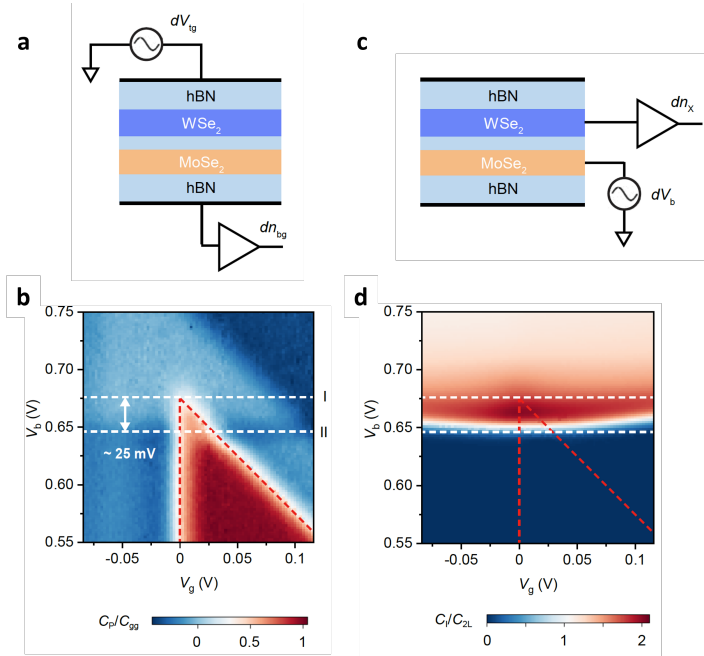 a
dV_tg
hBN
WSe₂
MoSe₂
hBN
dn_bg
c
hBN
WSe₂
MoSe₂
hBN
dn_X
dV_b
b
0.75
0.70
0.65
0.60
0.55
V_b (V)
I
II
~ 25 mV
-0.05
0
0.05
0.1
V_g (V)
C_P/C_gg
0
0.5
1
d
0.75
0.70
0.65
0.60
0.55
V_b (V)
-0.05
0
0.05
0.1
V_g (V)
C_I/C_2L
0
1
2